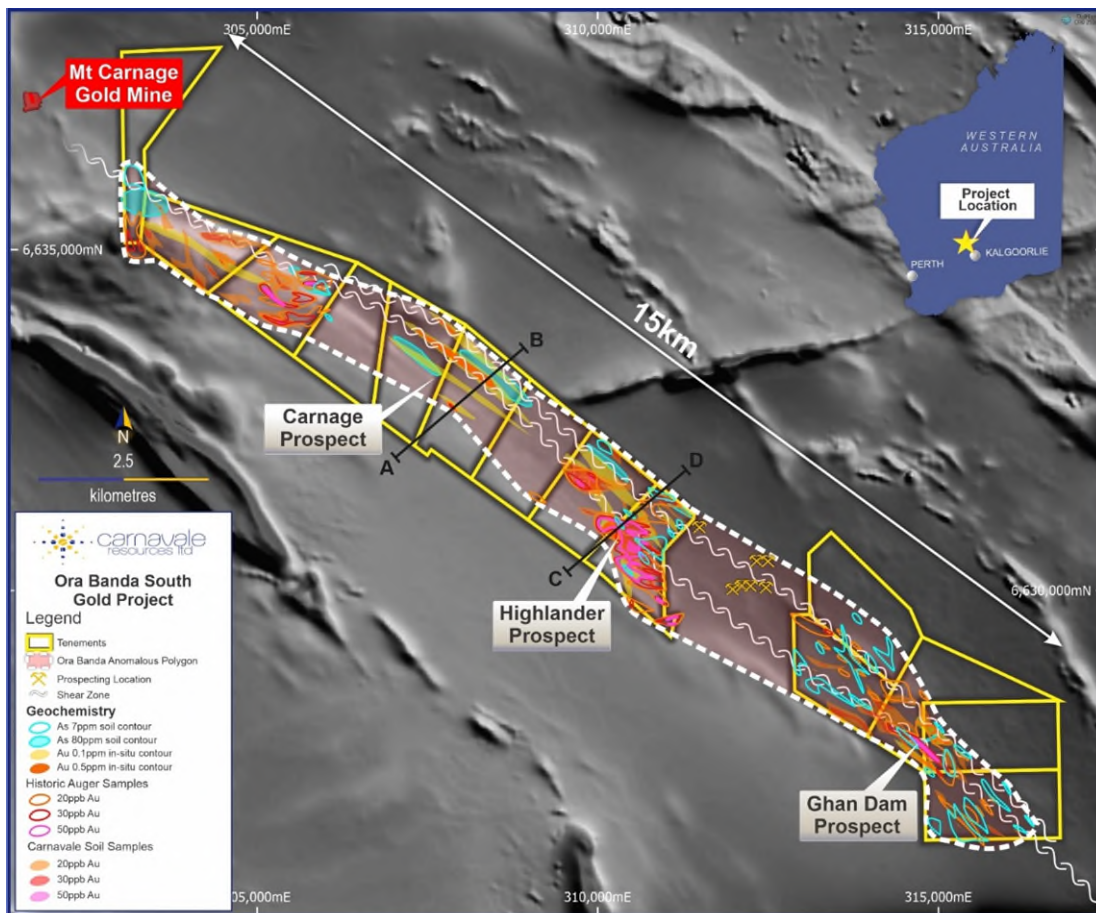 305,000mE
310,000mE
315,000mE
Mt Carnage
Gold Mine
WESTERN
AUSTRALIA
Project
Location
KALGOORLIE
PERTH
6,635,000mN
15km
B
Carnage
Prospect
A
N
2.5
kilometres
D
C
Highlander
Prospect
6,630,000mN
Ghan Dam
Prospect
carnavale
resources ltd
Ora Banda South
Gold Project
Legend
Tenements
Ora Banda Anomalous Polygon
Prospecting Location
Shear Zone
Geochemistry
As 7ppm soil contour
As 80ppm soil contour
Au 0.1ppm in-situ contour
Au 0.5ppm in-situ contour
Historic Auger Samples
20ppb Au
30ppb Au
50ppb Au
Carnavale Soil Samples
20ppb Au
30ppb Au
50ppb Au
305,000mE
310,000mE
315,000mE